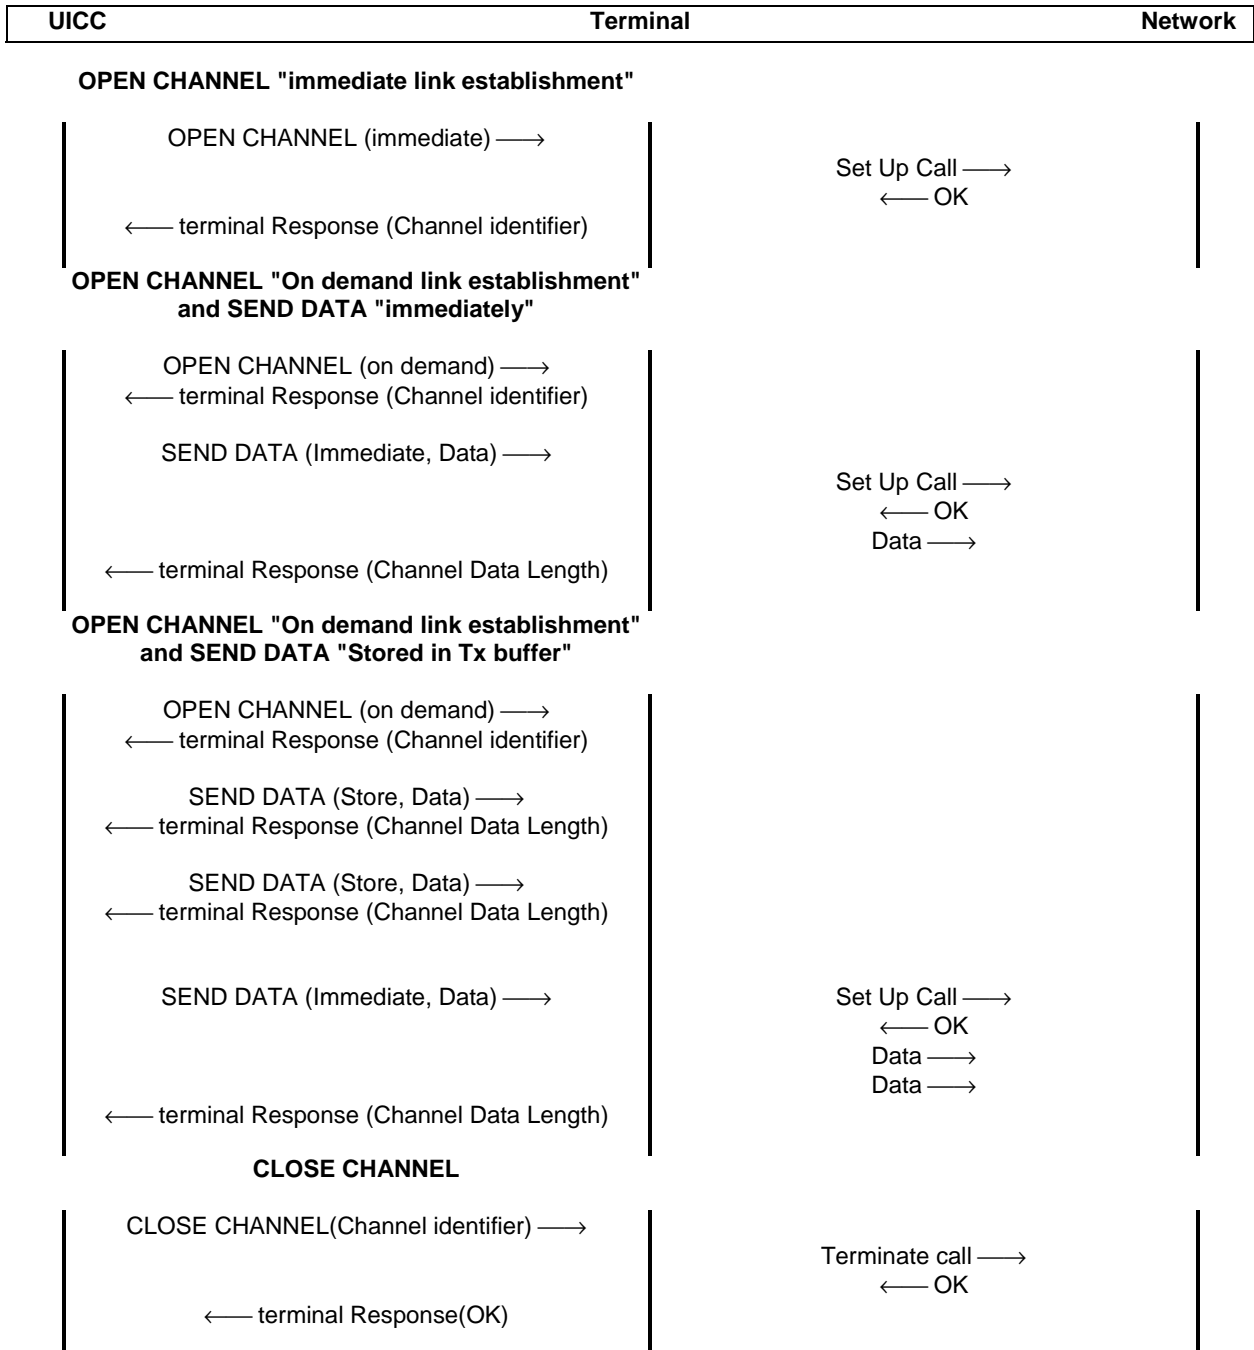 UICC Terminal Network
OPEN CHANNEL "immediate link establishment"
OPEN CHANNEL (immediate) ⟶
Set Up Call ⟶
⟵ OK
⟵ terminal Response (Channel identifier)
OPEN CHANNEL "On demand link establishment"
and SEND DATA "immediately"
OPEN CHANNEL (on demand) ⟶
⟵ terminal Response (Channel identifier)
SEND DATA (Immediate, Data) ⟶
Set Up Call ⟶
⟵ OK
Data ⟶
⟵ terminal Response (Channel Data Length)
OPEN CHANNEL "On demand link establishment"
and SEND DATA "Stored in Tx buffer"
OPEN CHANNEL (on demand) ⟶
⟵ terminal Response (Channel identifier)
SEND DATA (Store, Data) ⟶
⟵ terminal Response (Channel Data Length)
SEND DATA (Store, Data) ⟶
⟵ terminal Response (Channel Data Length)
SEND DATA (Immediate, Data) ⟶ Set Up Call ⟶
⟵ OK
Data ⟶
Data ⟶
⟵ terminal Response (Channel Data Length)
CLOSE CHANNEL
CLOSE CHANNEL(Channel identifier) ⟶
Terminate call ⟶
⟵ OK
⟵ terminal Response(OK)